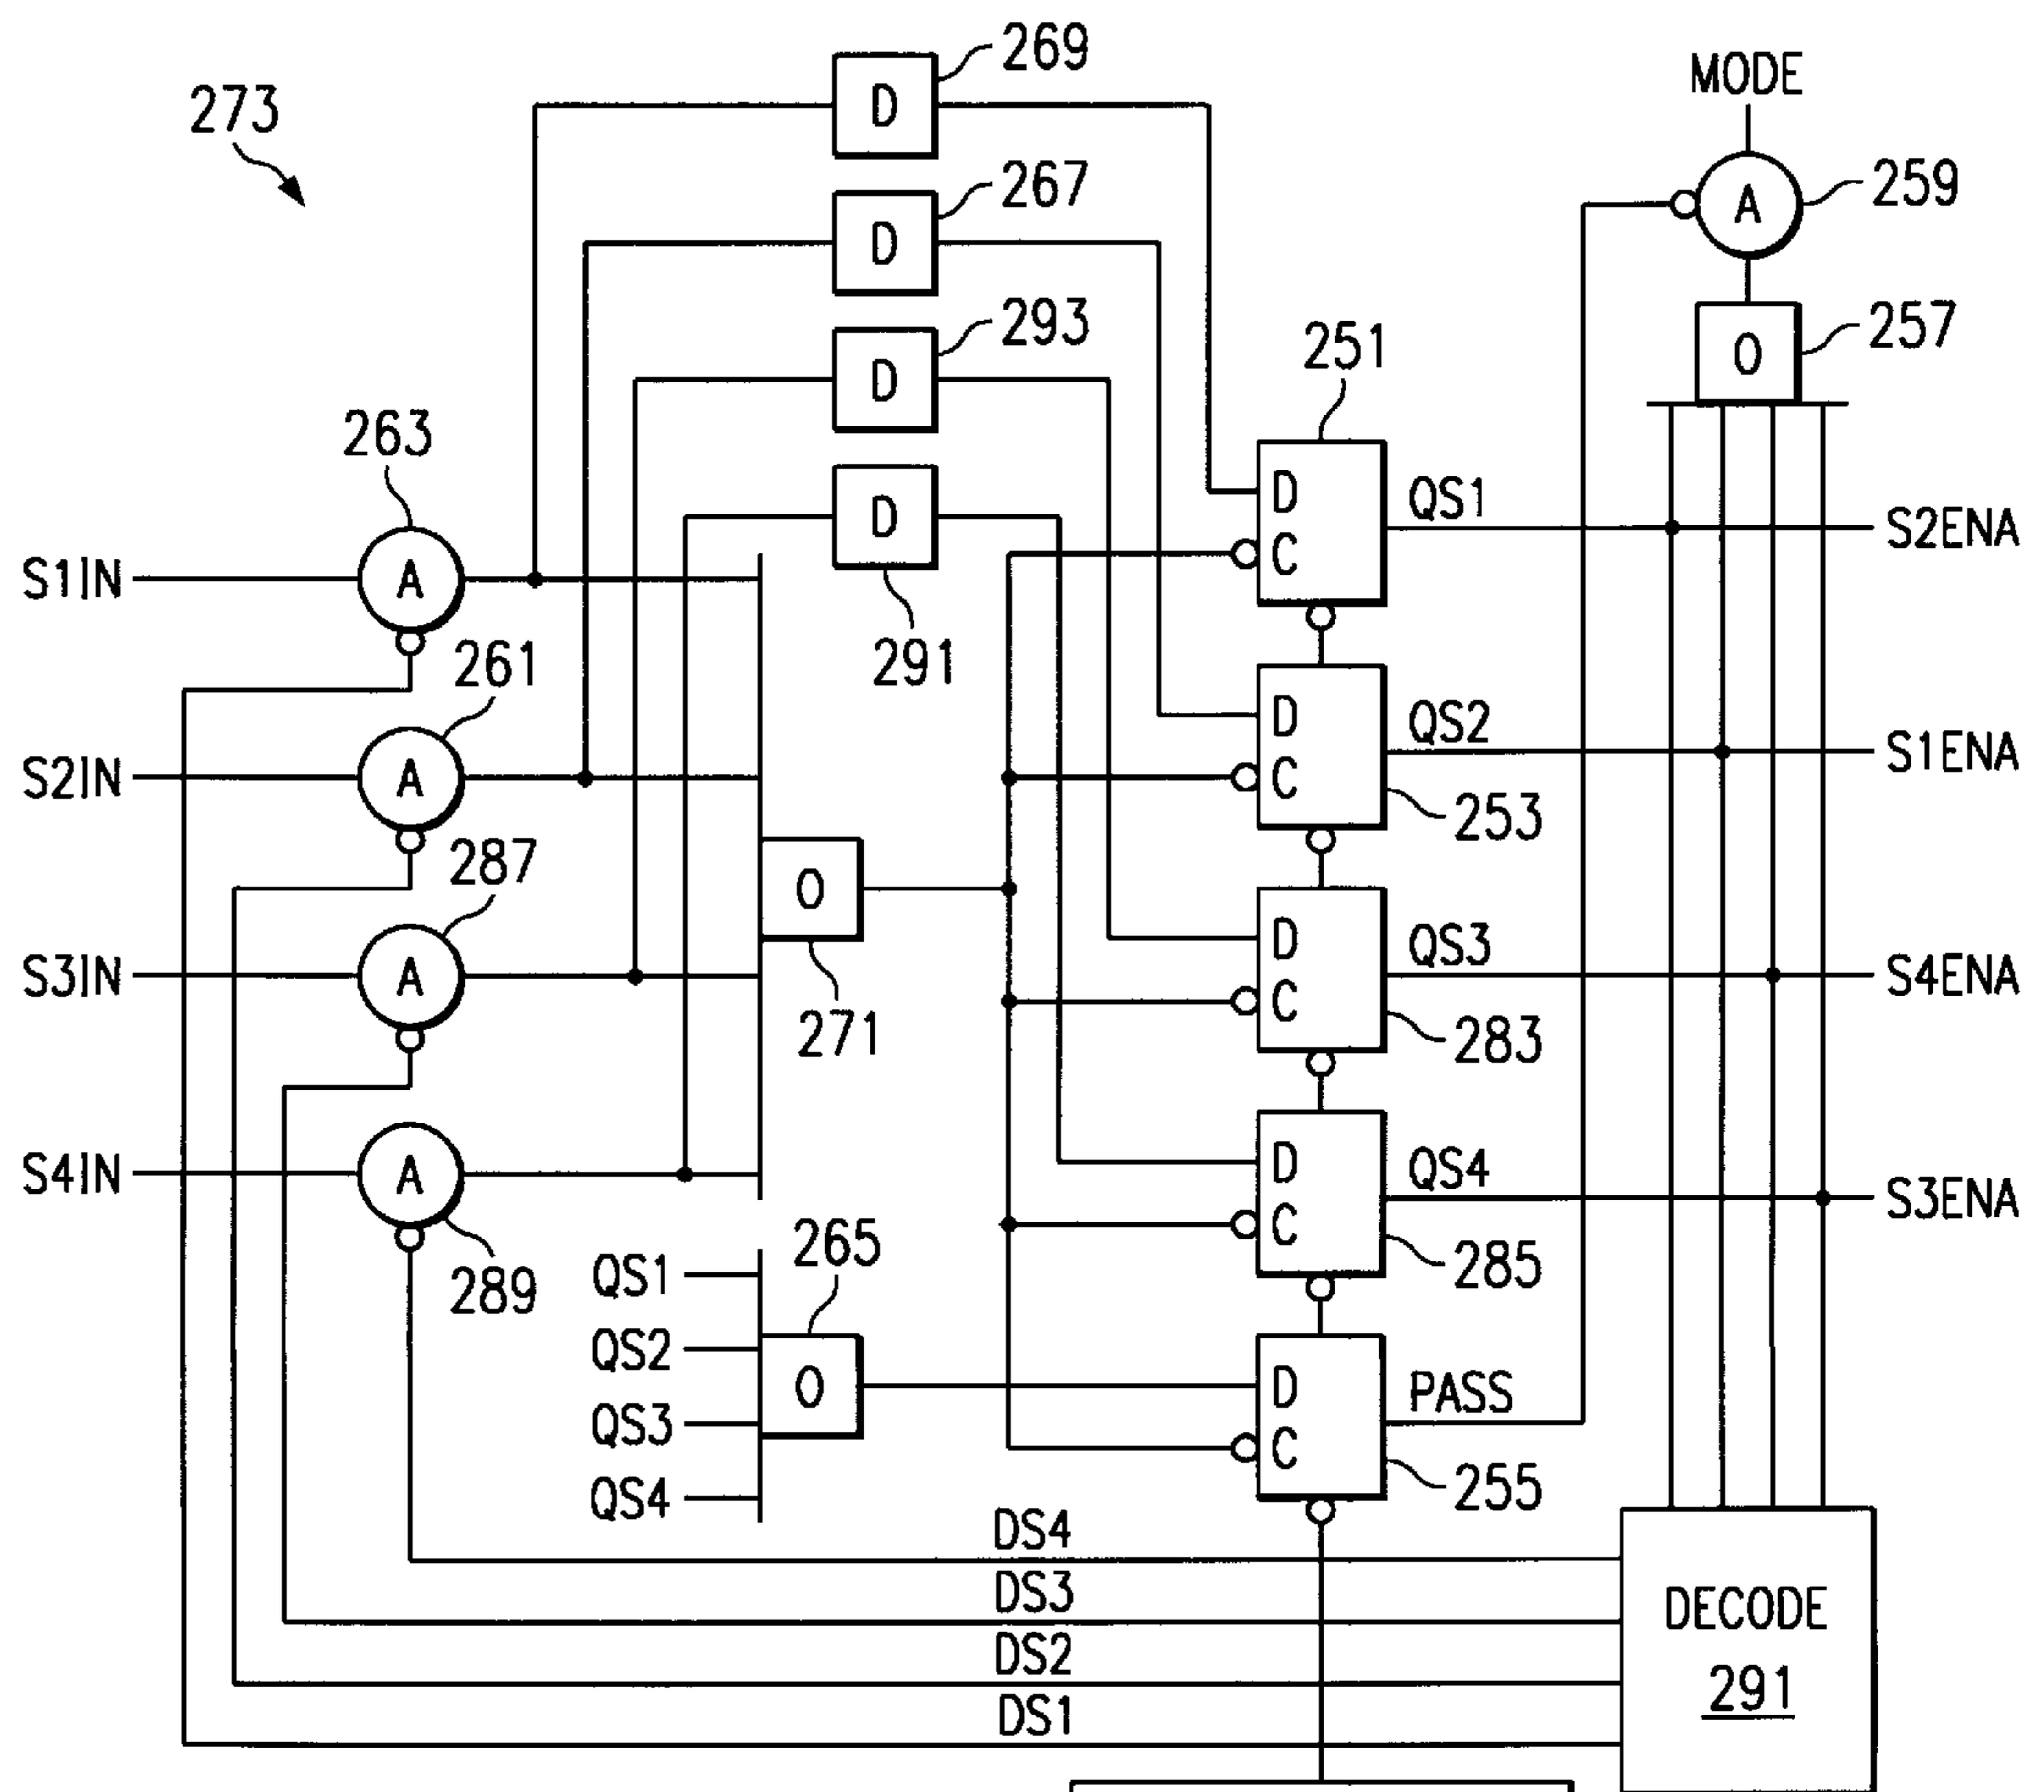 269
D
MODE
273
267
D
A
259
293
D
251
O
257
263
D
D
QS1
S2ENA
S1IN
A
C
291
261
D
QS2
S1ENA
S2IN
A
C
253
287
O
D
QS3
S4ENA
S3IN
A
C
271
283
S4IN
A
D
QS4
S3ENA
C
289
265
285
QS1
QS2
O
D
PASS
QS3
C
QS4
255
DS4
DS3
DECODE
DS2
291
DS1